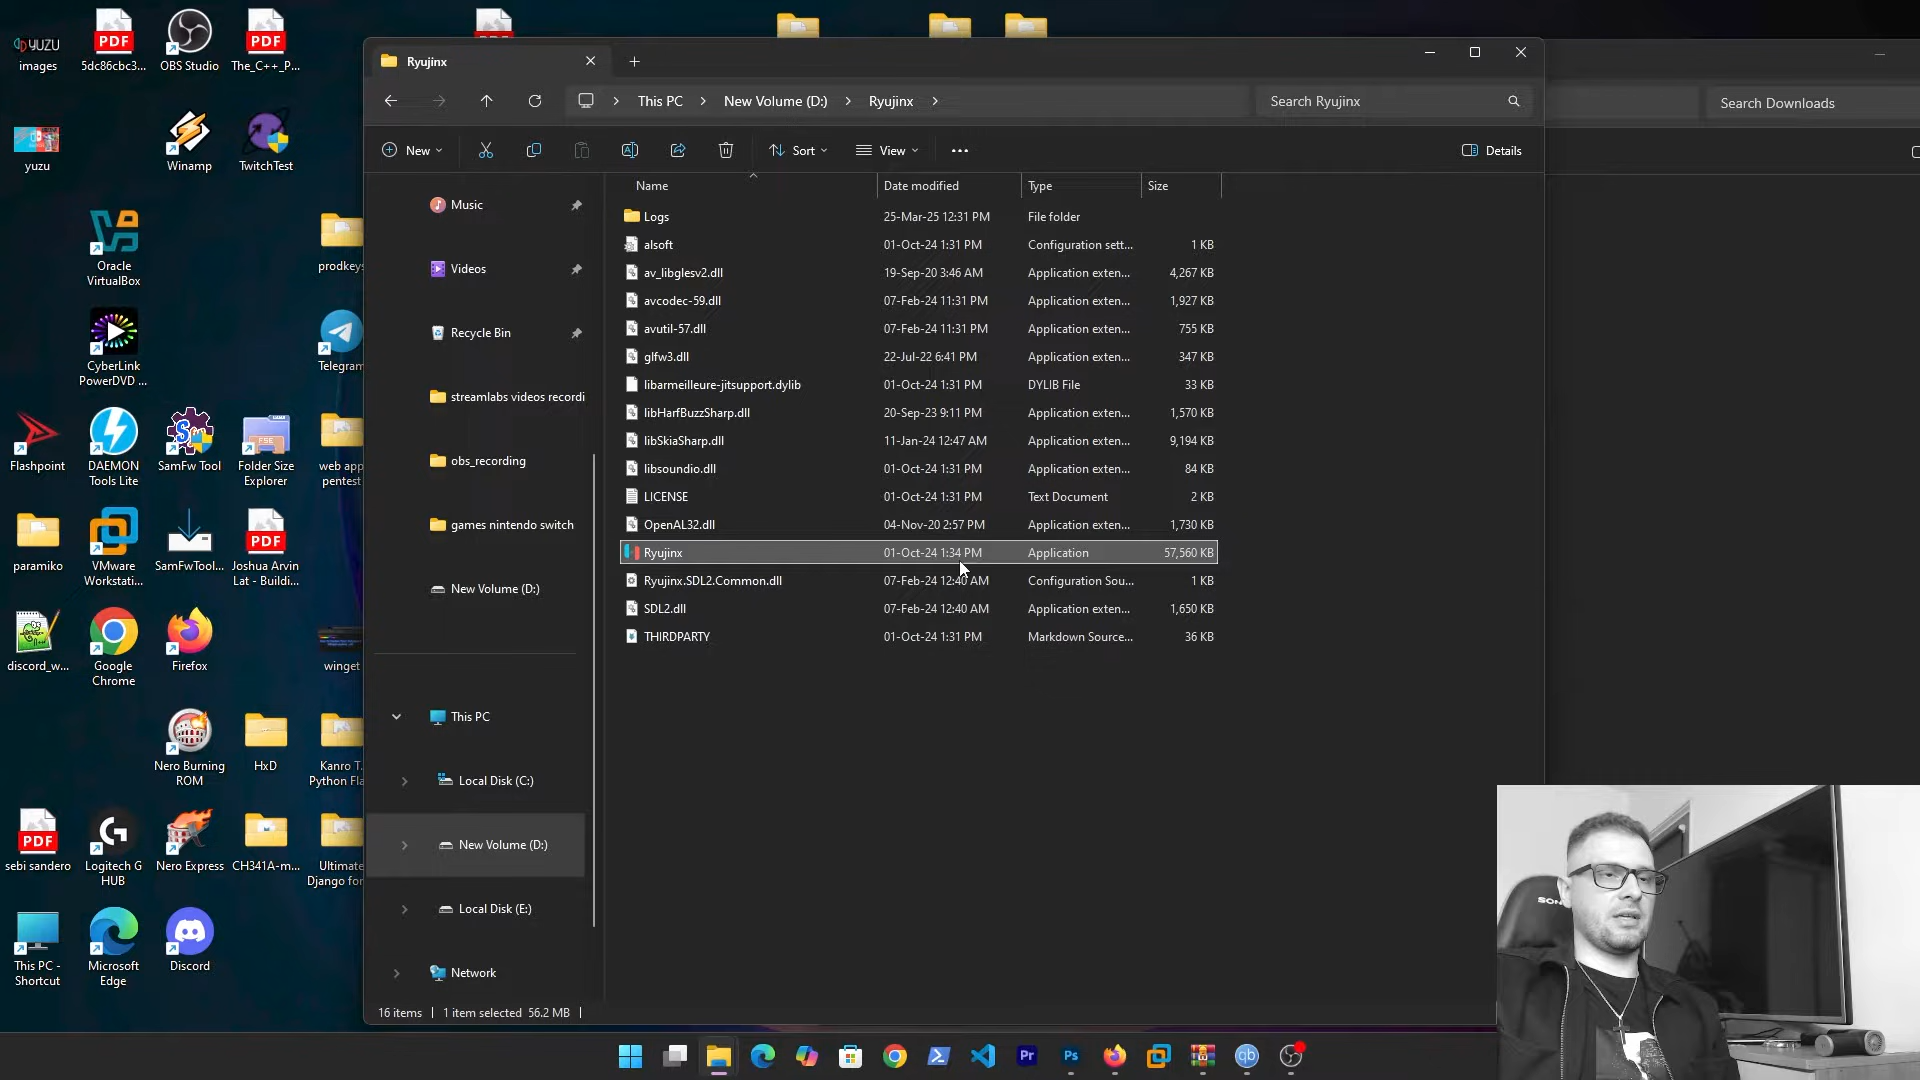 YUZU
images
PDF
5dc86cbc3...
OBS Studio
PDF
The_C++_P...
PDF
yuzu
Winamp
TwitchTest
Oracle
VirtualBox
prodkeys
CyberLink
PowerDVD ...
Telegram
Flashpoint
DAEMON
Tools Lite
SamFw Tool
FSE
Folder Size
Explorer
web app
pentest
paramiko
VMware
Workstati...
SamFwTool...
PDF
Joshua Arvin
Lat - Buildi...
discord_w...
Google
Chrome
Firefox
winget
Nero Burning
ROM
HxD
Kanro T.
Python Fla
PDF
sebi sandero
Logitech G
HUB
Nero Express
CH341A-m...
Ultimate
Django for
This PC -
Shortcut
Microsoft
Edge
Discord
Ryujinx
This PC
New Volume (D:)
Ryujinx
Search Ryujinx
Search Downloads
New
Sort
View
Details
Music
Videos
Recycle Bin
streamlabs videos recordi
obs_recording
games nintendo switch
New Volume (D:)
This PC
Local Disk (C:)
New Volume (D:)
Local Disk (E:)
Network
Name Date modified Type Size
Logs 25-Mar-25 12:31 PM File folder
alsoft 01-Oct-24 1:31 PM Configuration sett... 1 KB
av_libglesv2.dll 19-Sep-20 3:46 AM Application exten... 4,267 KB
avcodec-59.dll 07-Feb-24 11:31 PM Application exten... 1,927 KB
avutil-57.dll 07-Feb-24 11:31 PM Application exten... 755 KB
glfw3.dll 22-Jul-22 6:41 PM Application exten... 347 KB
libarmeilleure-jitsupport.dylib 01-Oct-24 1:31 PM DYLIB File 33 KB
libHarfBuzzSharp.dll 20-Sep-23 9:11 PM Application exten... 1,570 KB
libSkiaSharp.dll 11-Jan-24 12:47 AM Application exten... 9,194 KB
libsoundio.dll 01-Oct-24 1:31 PM Application exten... 84 KB
LICENSE 01-Oct-24 1:31 PM Text Document 2 KB
OpenAL32.dll 04-Nov-20 2:57 PM Application exten... 1,730 KB
Ryujinx 01-Oct-24 1:34 PM Application 57,560 KB
Ryujinx.SDL2.Common.dll 07-Feb-24 12:40 AM Configuration Sou... 1 KB
SDL2.dll 07-Feb-24 12:40 AM Application exten... 1,650 KB
THIRDPARTY 01-Oct-24 1:31 PM Markdown Source... 36 KB
16 items 1 item selected 56.2 MB
Pr
Ps
qb